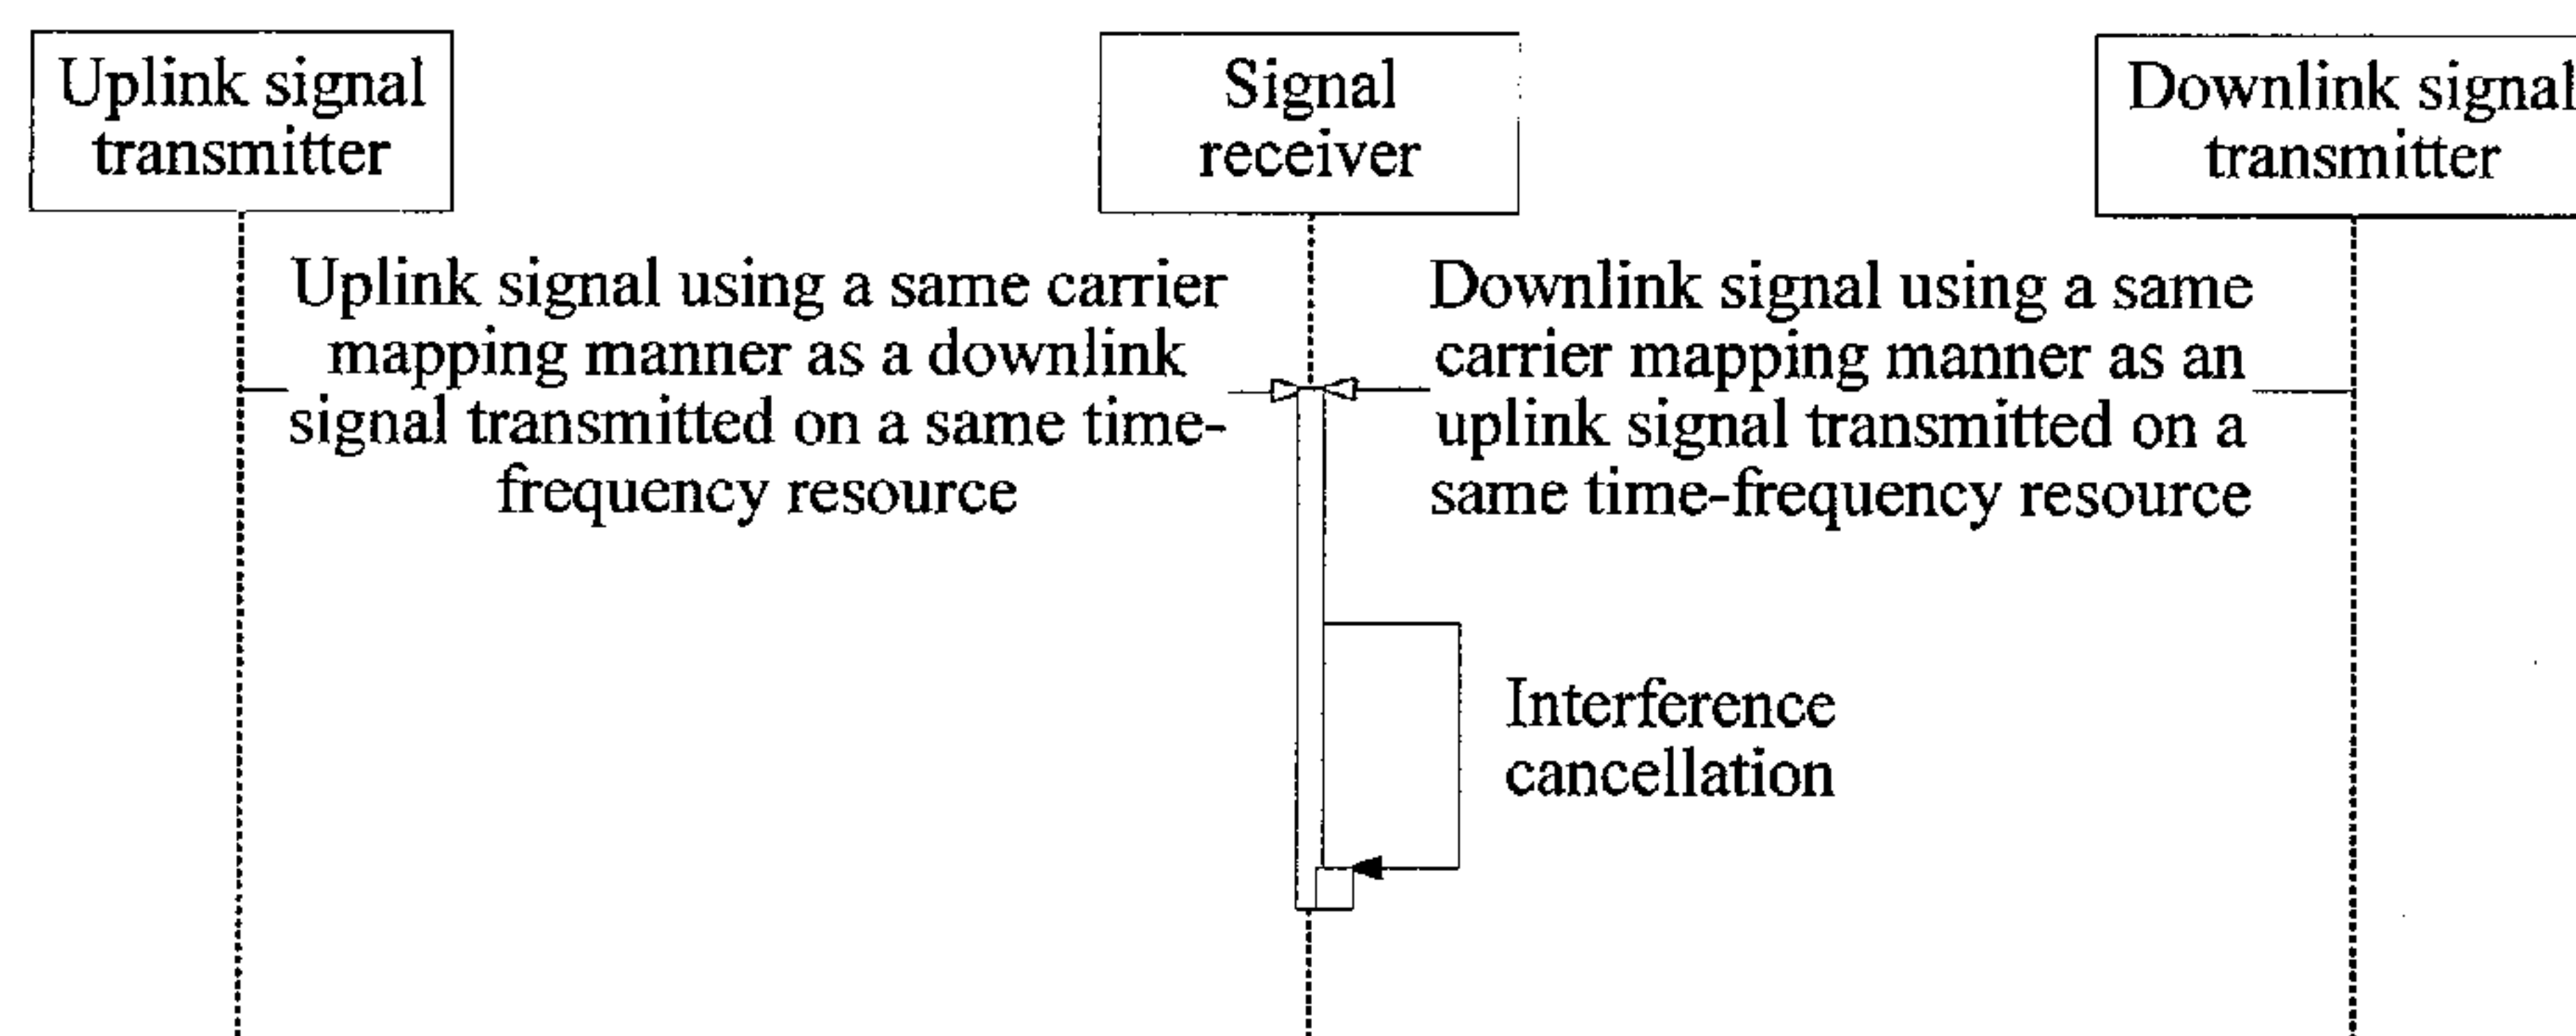 Uplink signal
transmitter
Signal
receiver
Downlink signal
transmitter
Uplink signal using a same carrier
mapping manner as a downlink
signal transmitted on a same time-
frequency resource
Downlink signal using a same
carrier mapping manner as an
uplink signal transmitted on a
same time-frequency resource
Interference
cancellation